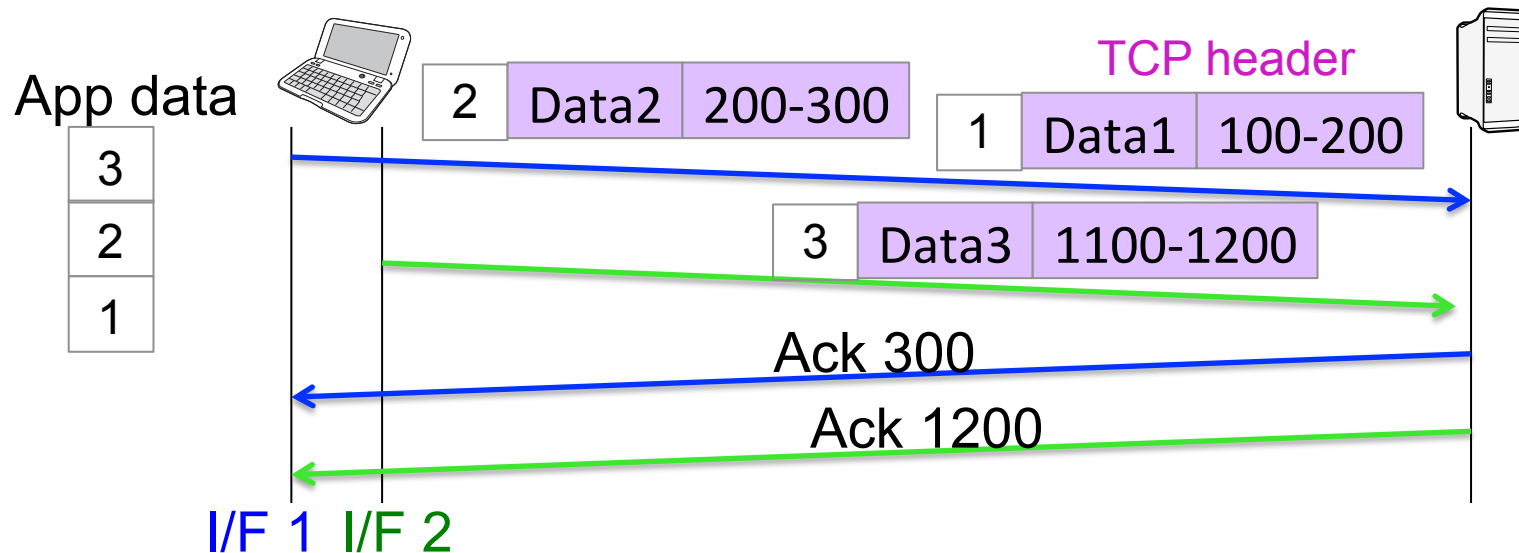 TCP header
App data
2 Data2 200-300
1 Data1 100-200
3
2
1
3 Data3 1100-1200
Ack 300
Ack 1200
I/F 1 I/F 2